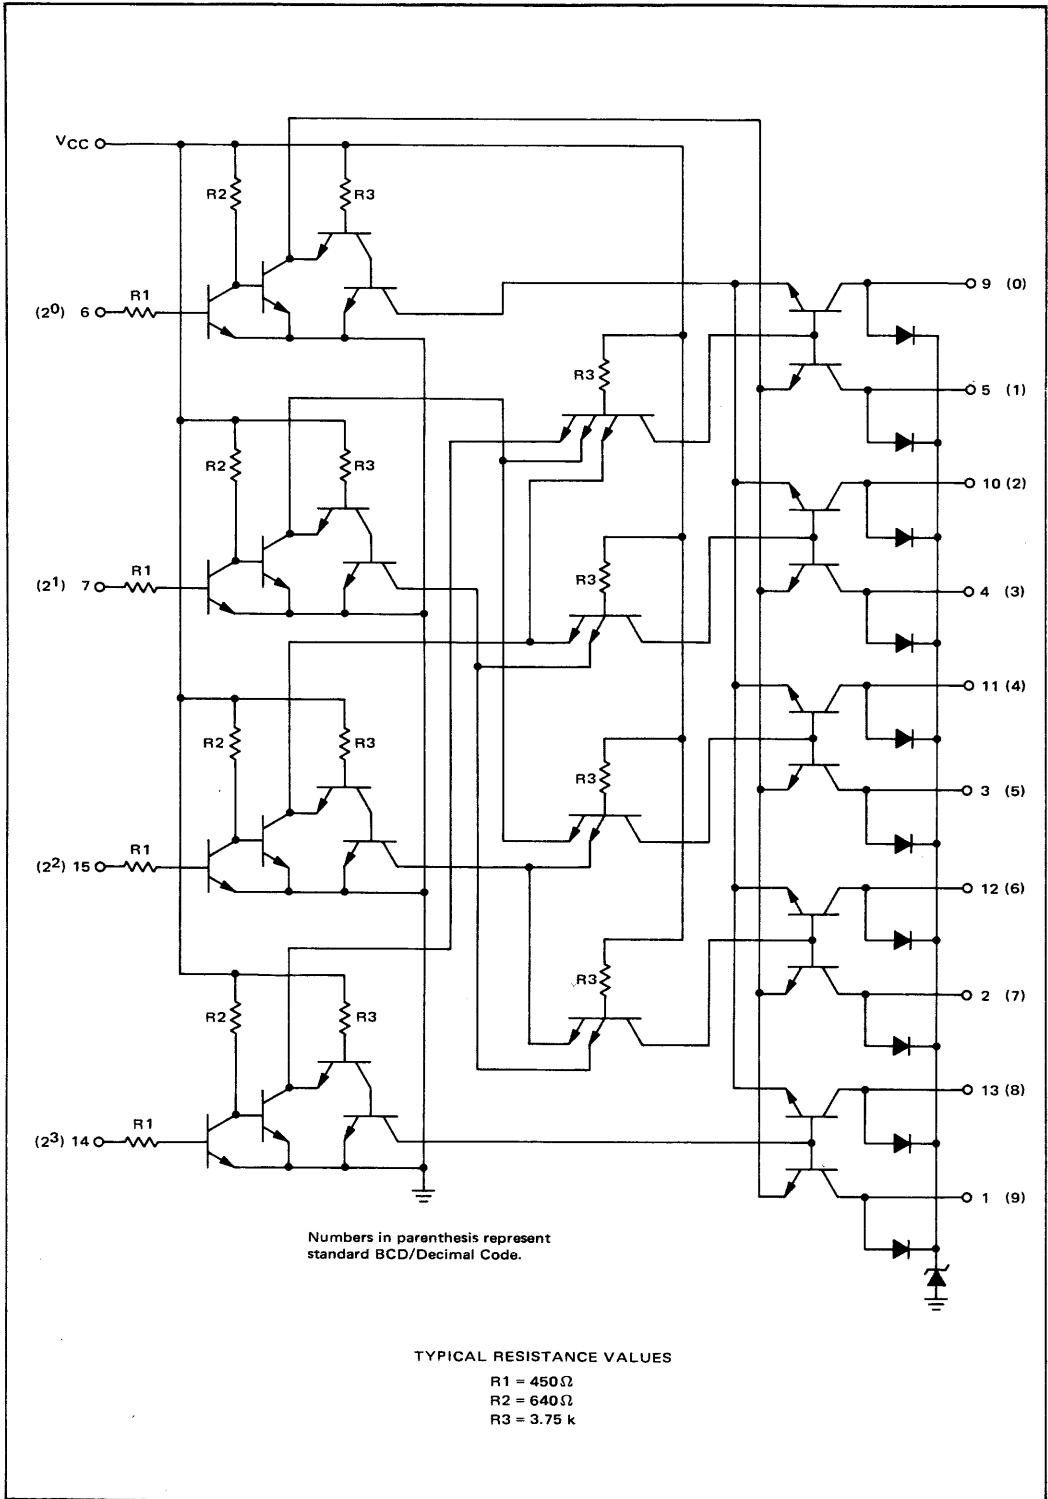 VCC
R2 R3
R1
(2⁰) 6
9 (0)
R3
5 (1)
R2 R3
10 (2)
R1
(2¹) 7
R3
4 (3)
11 (4)
R2 R3
R3
3 (5)
R1
(2²) 15
12 (6)
R3
2 (7)
R2 R3
13 (8)
R1
(2³) 14
1 (9)
Numbers in parenthesis represent
standard BCD/Decimal Code.
TYPICAL RESISTANCE VALUES
R1 = 450Ω
R2 = 640Ω
R3 = 3.75 k